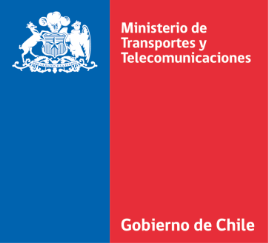 Ministerio de
Transportes y
Telecomunicaciones
Gobierno de Chile